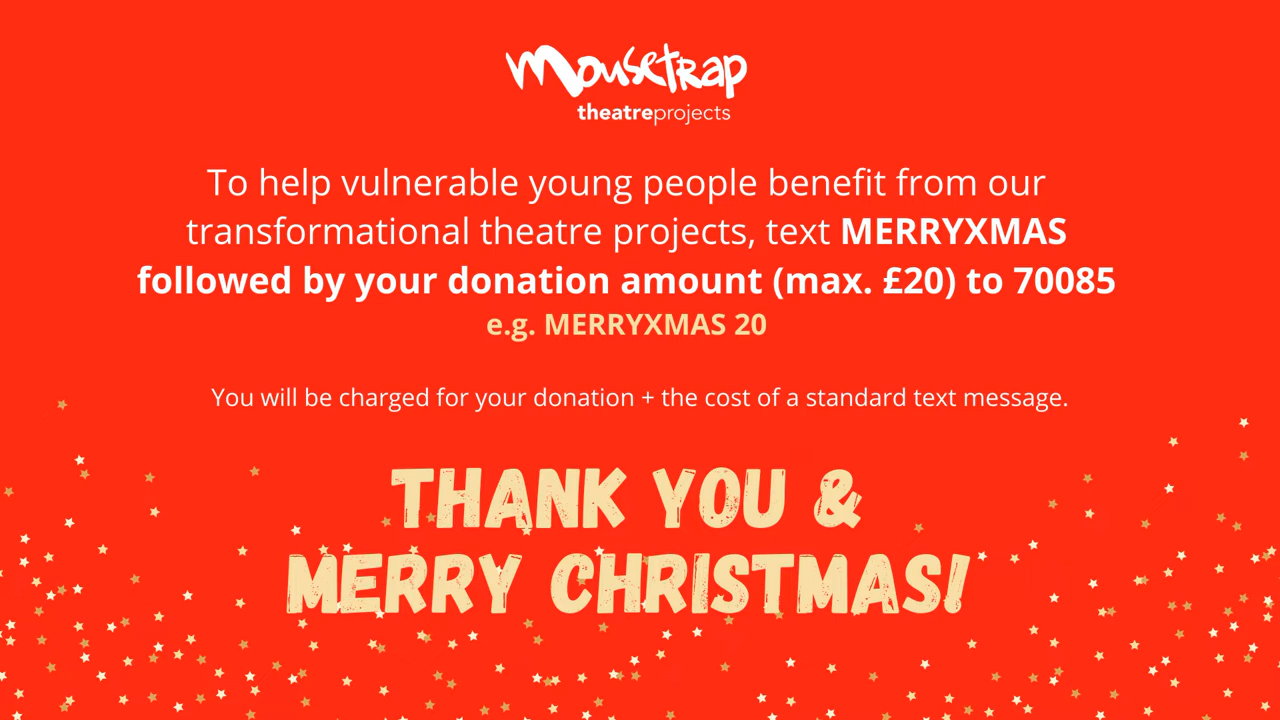 mousetrap
theatreprojects
To help vulnerable young people benefit from our
transformational theatre projects, text MERRYXMAS
followed by your donation amount (max. £20) to 70085
e.g. MERRYXMAS 20
You will be charged for your donation + the cost of a standard text message.
THANK YOU &
MERRY CHRISTMAS!